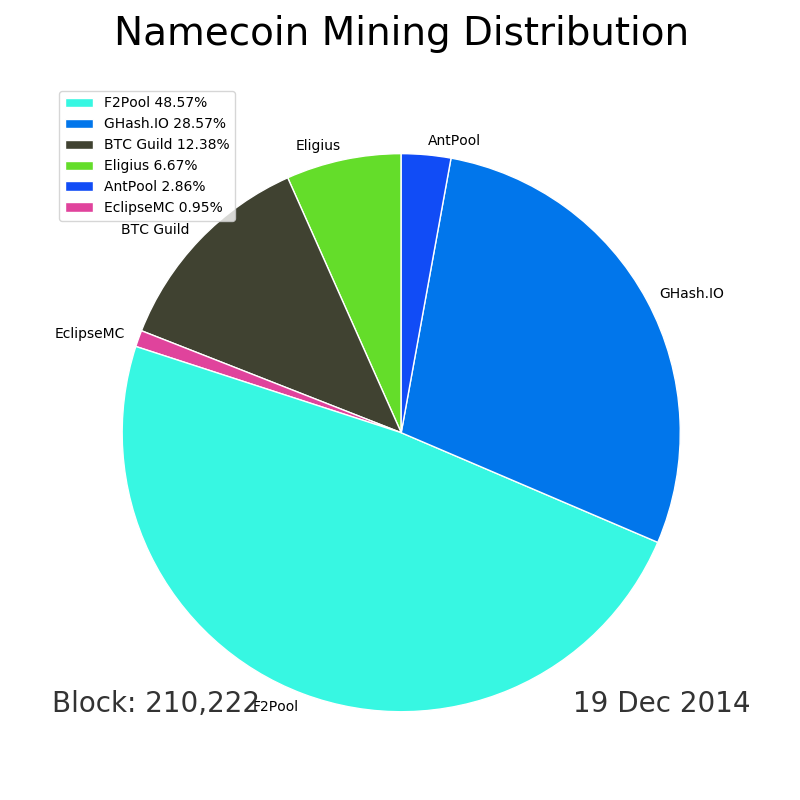 Namecoin Mining Distribution
F2Pool 48.57%
GHash.IO 28.57%
BTC Guild 12.38%
Eligius 6.67%
AntPool 2.86%
EclipseMC 0.95%
AntPool
Eligius
BTC Guild
GHash.IO
EclipseMC
Block: 210,222
F2Pool
19 Dec 2014